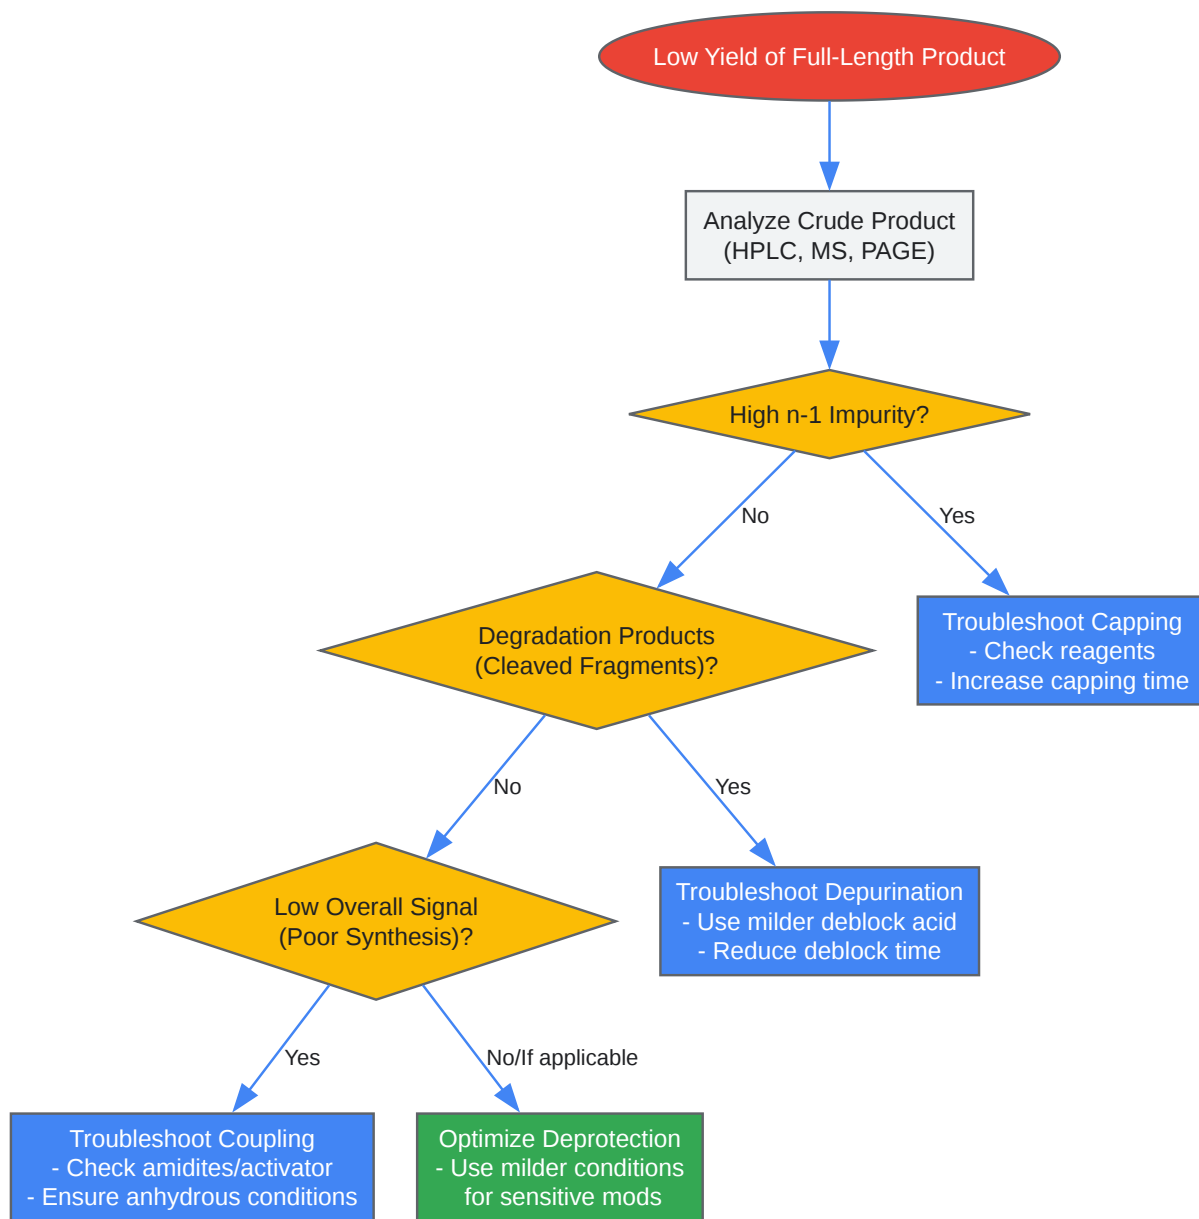 Low Yield of Full-Length Product
Analyze Crude Product
(HPLC, MS, PAGE)
High n-1 Impurity?
No
Yes
Degradation Products
(Cleaved Fragments)?
Troubleshoot Capping
- Check reagents
- Increase capping time
No
Yes
Low Overall Signal
(Poor Synthesis)?
Troubleshoot Depurination
- Use milder deblock acid
- Reduce deblock time
Yes
No/If applicable
Troubleshoot Coupling
- Check amidites/activator
- Ensure anhydrous conditions
Optimize Deprotection
- Use milder conditions
for sensitive mods